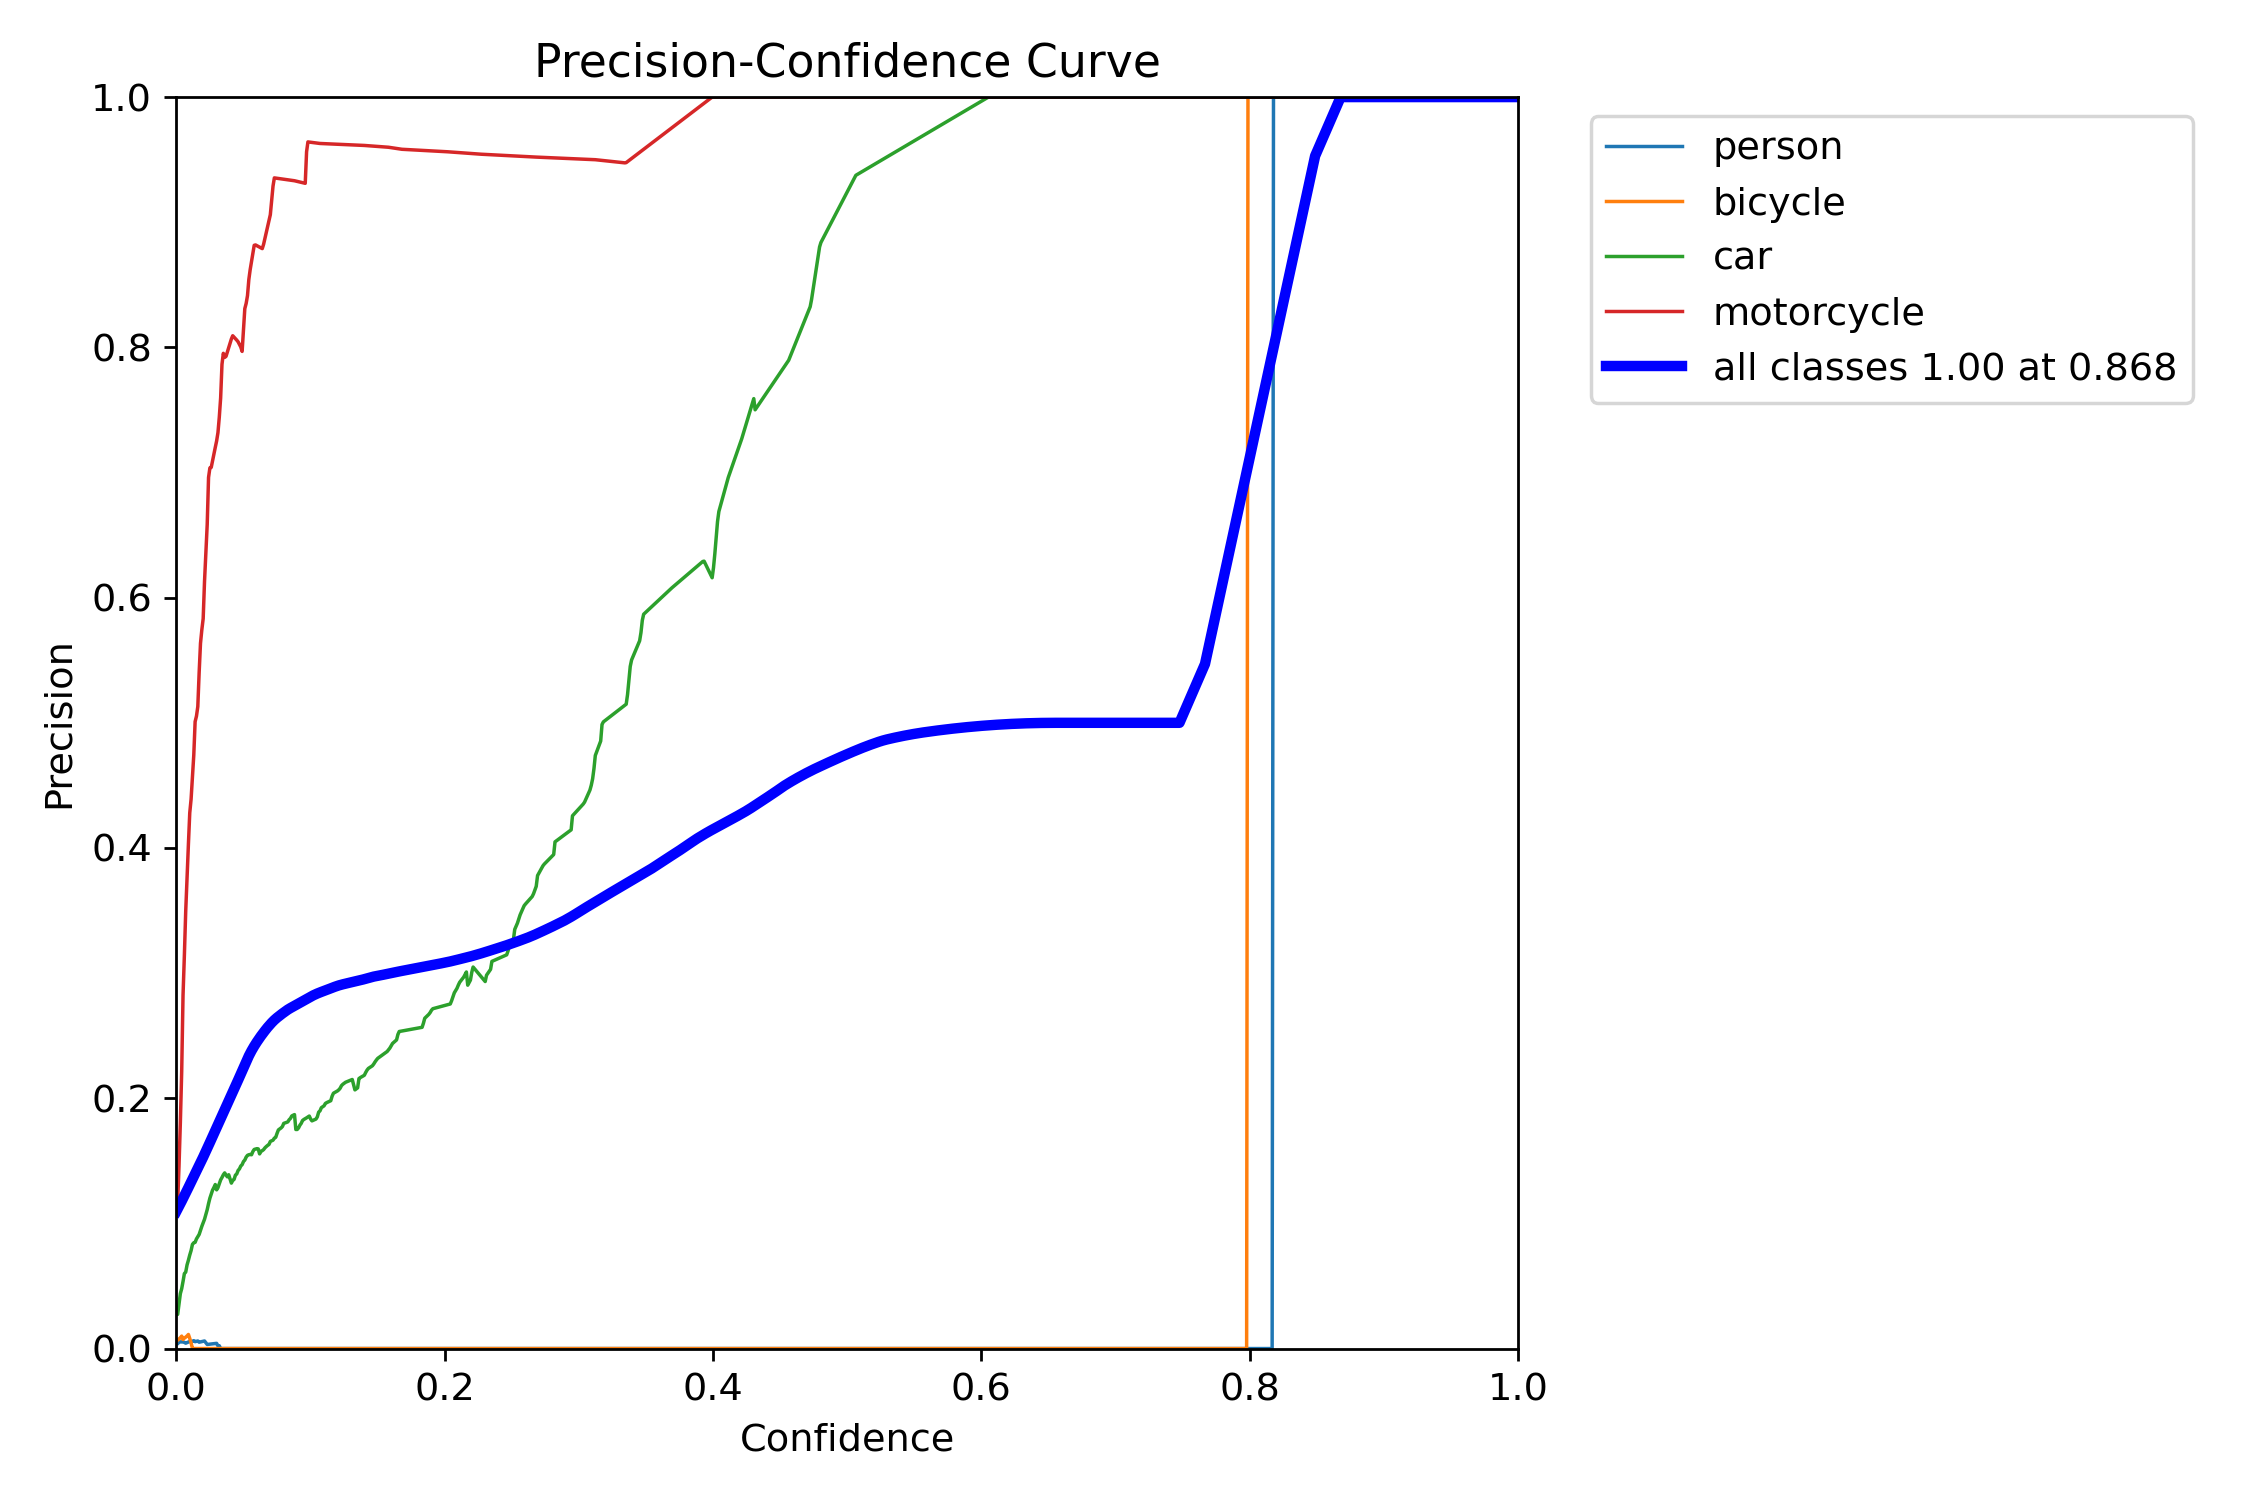 Precision-Confidence Curve
1.0
0.8
0.6
0.4
0.2
0.0
Precision
0.0 0.2 0.4 0.6 0.8 1.0
Confidence
person
bicycle
car
motorcycle
all classes 1.00 at 0.868